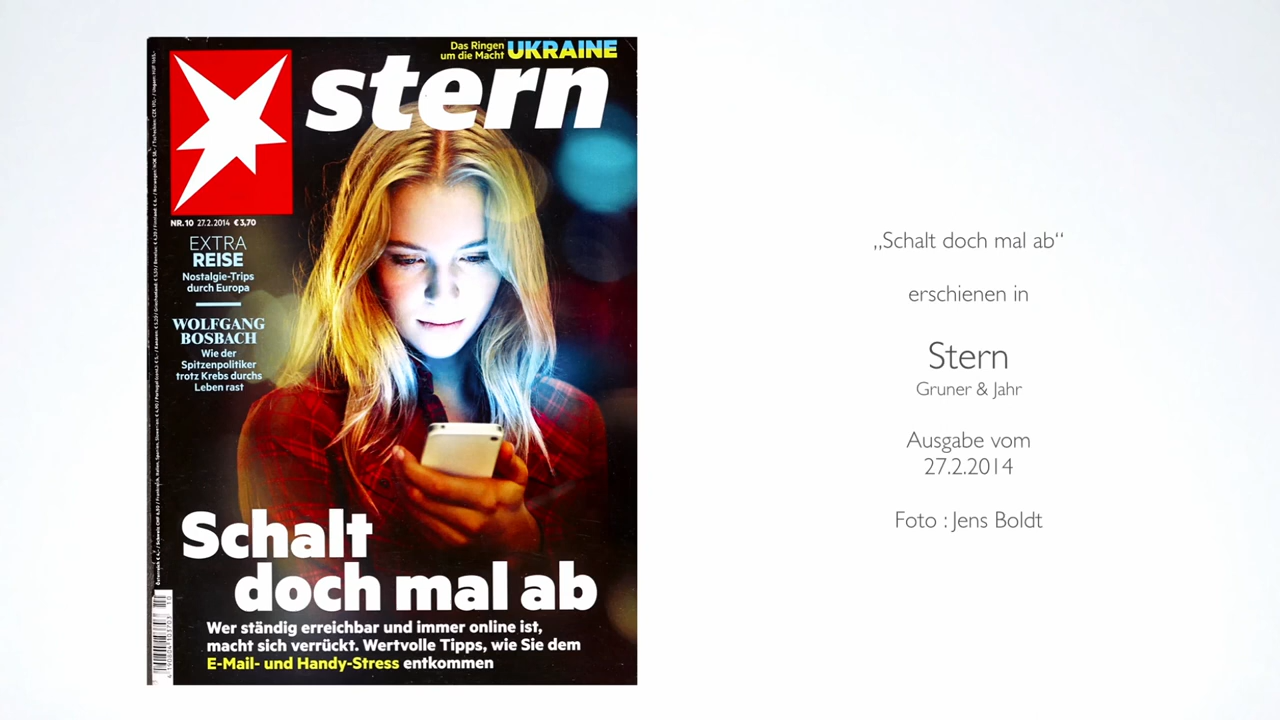 Das Ringen
um die Macht UKRAINE
stern
NR.10 27.2.2014 € 3,70
EXTRA
REISE
Nostalgie-Trips
durch Europa
WOLFGANG
BOSBACH
Wie der
Spitzenpolitiker
trotz Krebs durchs
Leben rast
Schalt
doch mal ab
Wer ständig erreichbar und immer online ist,
macht sich verrückt. Wertvolle Tipps, wie Sie dem
E-Mail- und Handy-Stress entkommen
„Schalt doch mal ab“
erschienen in
Stern
Gruner & Jahr
Ausgabe vom
27.2.2014
Foto : Jens Boldt